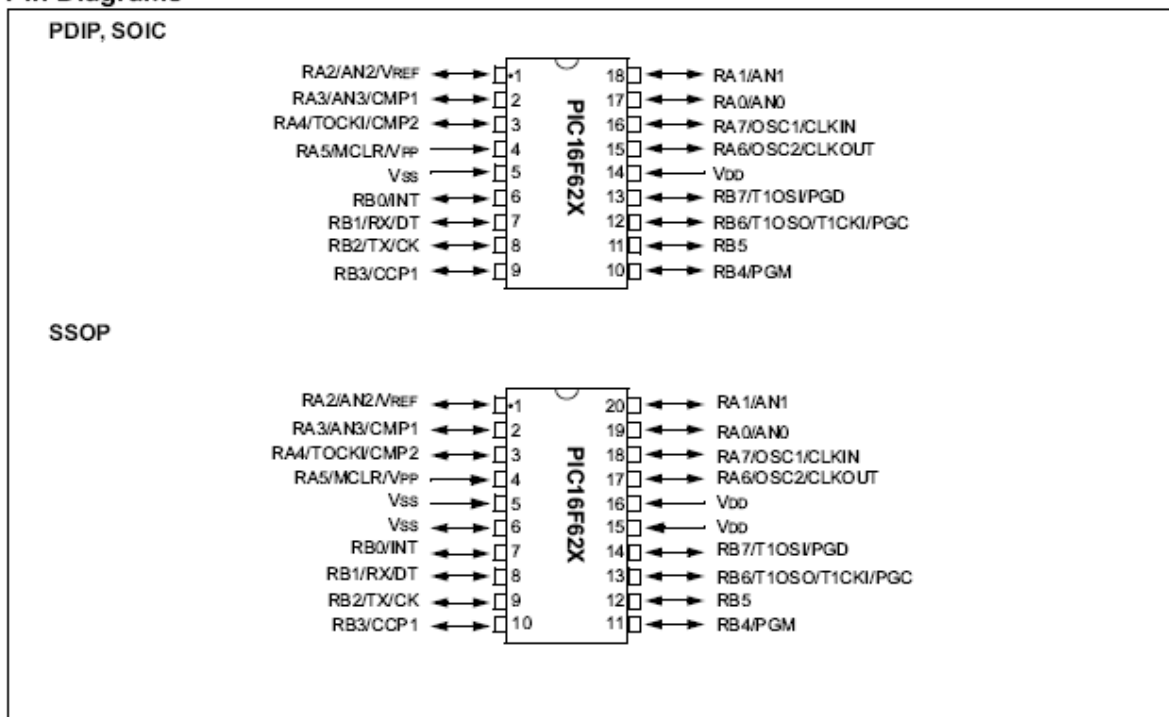 Pin Diagrams
PDIP, SOIC
RA2/AN2/VREF
RA3/AN3/CMP1
RA4/TOCKI/CMP2
RA5/MCLR/VPP
VSS
RB0/INT
RB1/RX/DT
RB2/TX/CK
RB3/CCP1
1
2
3
4
5
6
7
8
9
PIC16F62X
18
17
16
15
14
13
12
11
10
RA1/AN1
RA0/AN0
RA7/OSC1/CLKIN
RA6/OSC2/CLKOUT
VDD
RB7/T1OSI/PGD
RB6/T1OSO/T1CKI/PGC
RB5
RB4/PGM
SSOP
RA2/AN2/VREF
RA3/AN3/CMP1
RA4/TOCKI/CMP2
RA5/MCLR/VPP
VSS
VSS
RB0/INT
RB1/RX/DT
RB2/TX/CK
RB3/CCP1
1
2
3
4
5
6
7
8
9
10
PIC16F62X
20
19
18
17
16
15
14
13
12
11
RA1/AN1
RA0/AN0
RA7/OSC1/CLKIN
RA6/OSC2/CLKOUT
VDD
VDD
RB7/T1OSI/PGD
RB6/T1OSO/T1CKI/PGC
RB5
RB4/PGM